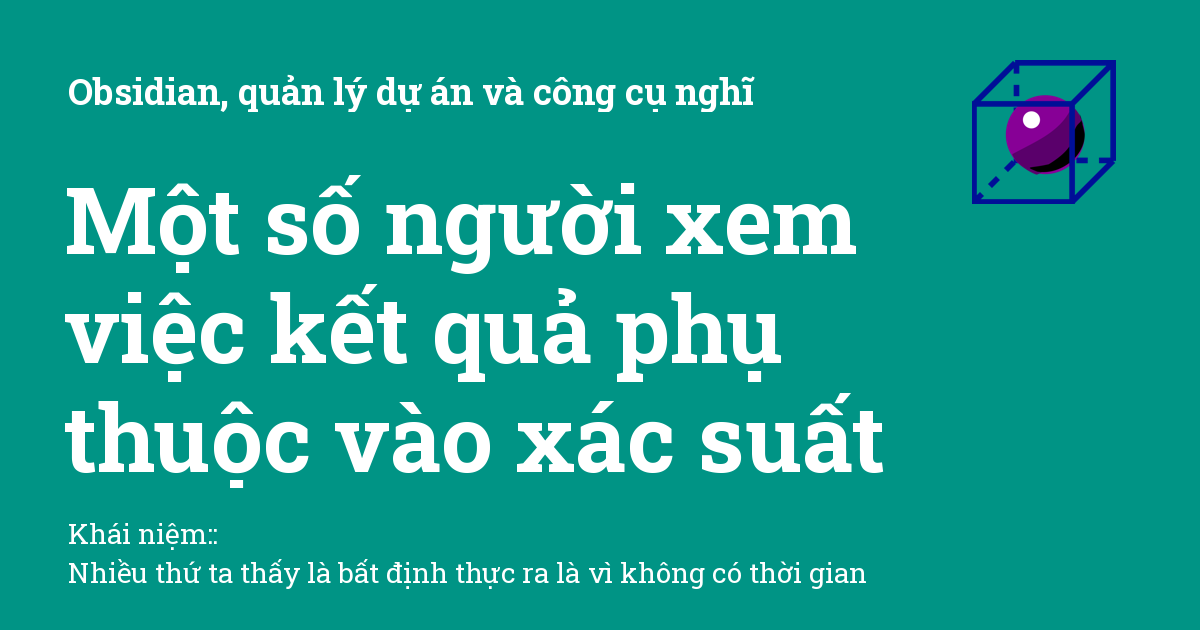 Obsidian, quản lý dự án và công cụ nghĩ
Một số người xem
việc kết quả phụ
thuộc vào xác suất
Khái niệm::
Nhiều thứ ta thấy là bất định thực ra là vì không có thời gian